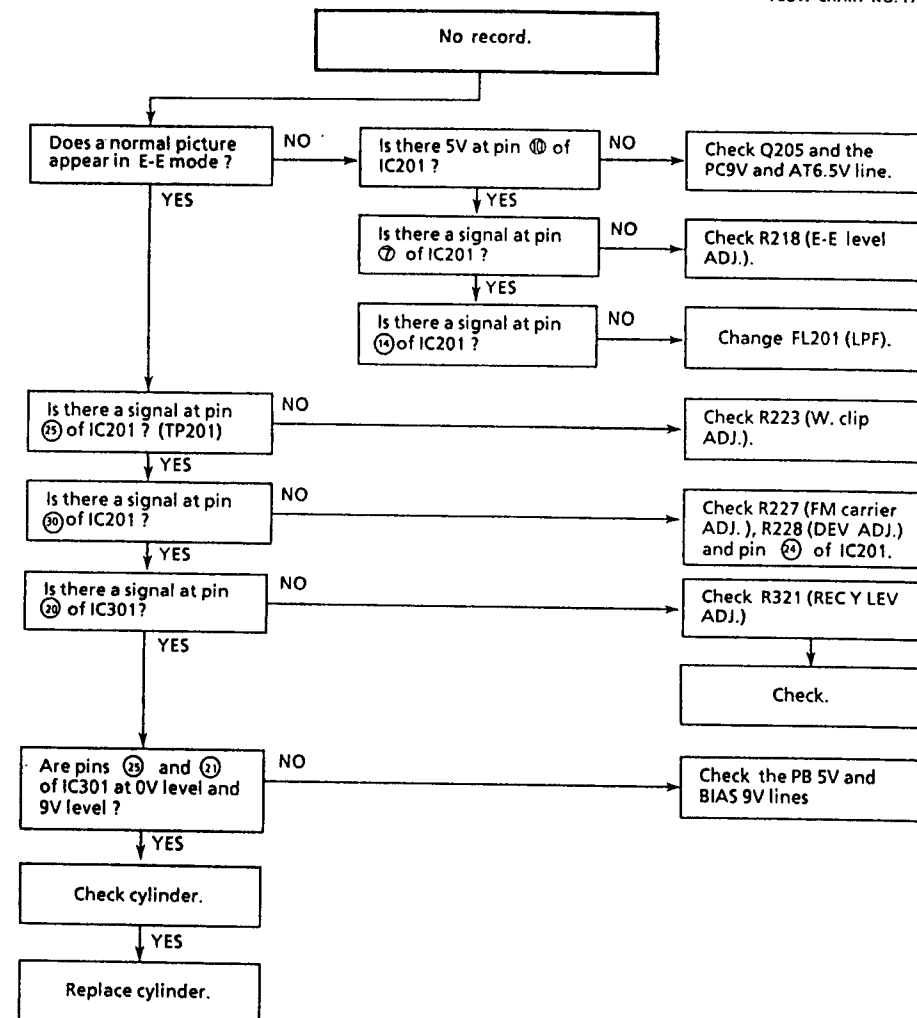 No record.
Does a normal picture
appear in E-E mode ?
NO
Is there 5V at pin ⑩ of
IC201 ?
NO
Check Q205 and the
PC9V and AT6.5V line.
YES
YES
Is there a signal at pin
⑦ of IC201 ?
NO
Check R218 (E-E level
ADJ.).
YES
Is there a signal at pin
⑭ of IC201 ?
NO
Change FL201 (LPF).
Is there a signal at pin
㉕ of IC201 ? (TP201)
NO
Check R223 (W. clip
ADJ.).
YES
Is there a signal at pin
㉚ of IC201 ?
NO
Check R227 (FM carrier
ADJ. ), R228 (DEV ADJ.)
and pin ㉔ of IC201.
YES
Is there a signal at pin
⑳ of IC301?
NO
Check R321 (REC Y LEV
ADJ.)
YES
Check.
Are pins ㉕ and ㉑
of IC301 at 0V level and
9V level ?
NO
Check the PB 5V and
BIAS 9V lines
YES
Check cylinder.
YES
Replace cylinder.